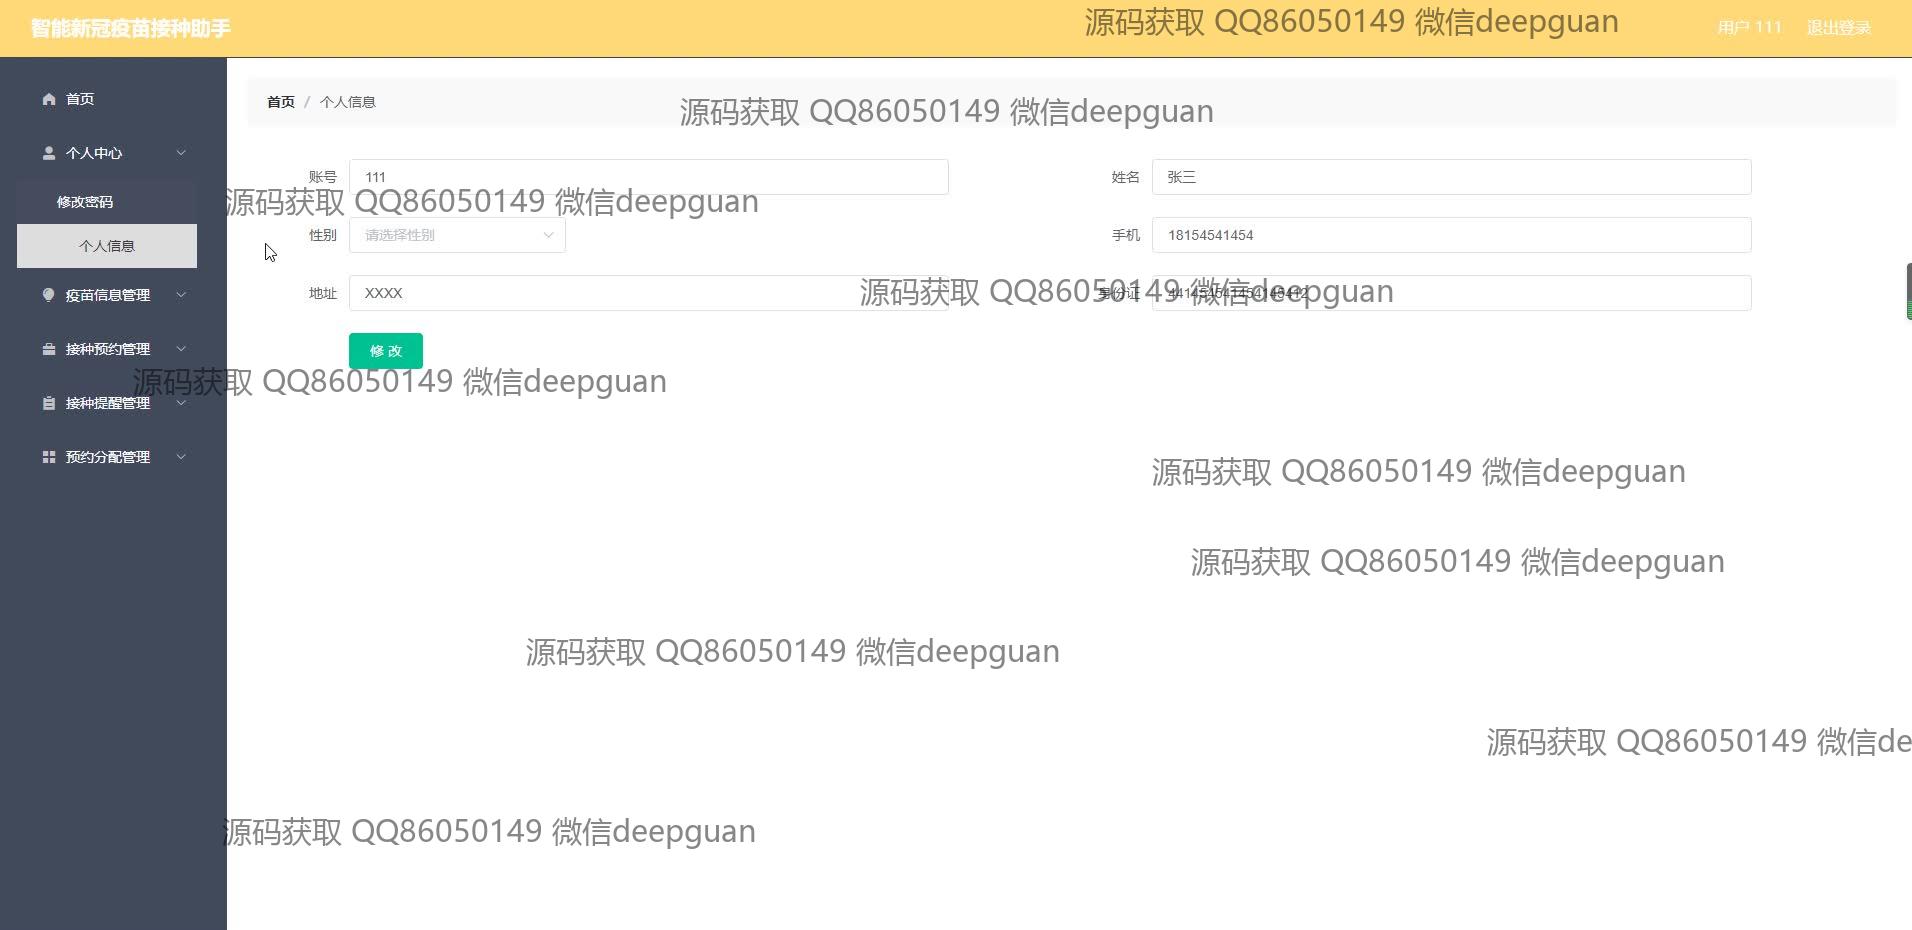 智能新冠疫苗接种助手
源码获取 QQ86050149 微信deepguan
用户 111
退出登录
首页
首页 / 个人信息
源码获取 QQ86050149 微信deepguan
个人中心
账号 111
姓名 张三
修改密码
源码获取 QQ86050149 微信deepguan
个人信息
性别 请选择性别
手机 18154541454
疫苗信息管理
地址 XXXX
源码获取 QQ86050149 微信deepguan
身份证
接种预约管理
修 改
源码获取 QQ86050149 微信deepguan
接种提醒管理
预约分配管理
源码获取 QQ86050149 微信deepguan
源码获取 QQ86050149 微信deepguan
源码获取 QQ86050149 微信deepguan
源码获取 QQ86050149 微信de
源码获取 QQ86050149 微信deepguan